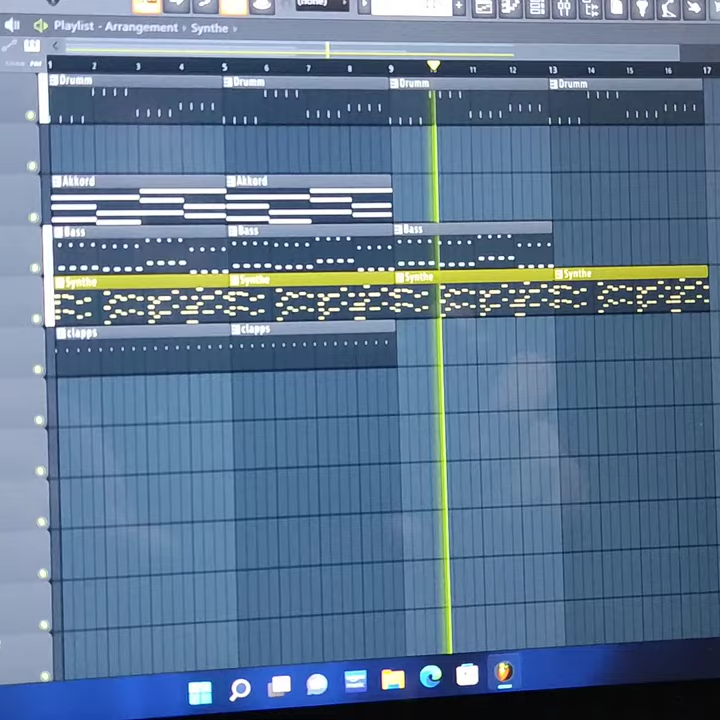 (none)
Playlist - Arrangement › Synthe ›
1 2 3 4 5 6 7 8 9 11 12 13 14 15 16 17
Drumm Drumm Drumm Drumm
Akkord Akkord
Bass Bass Bass
Synthe Synthe Synthe Synthe
clapps clapps